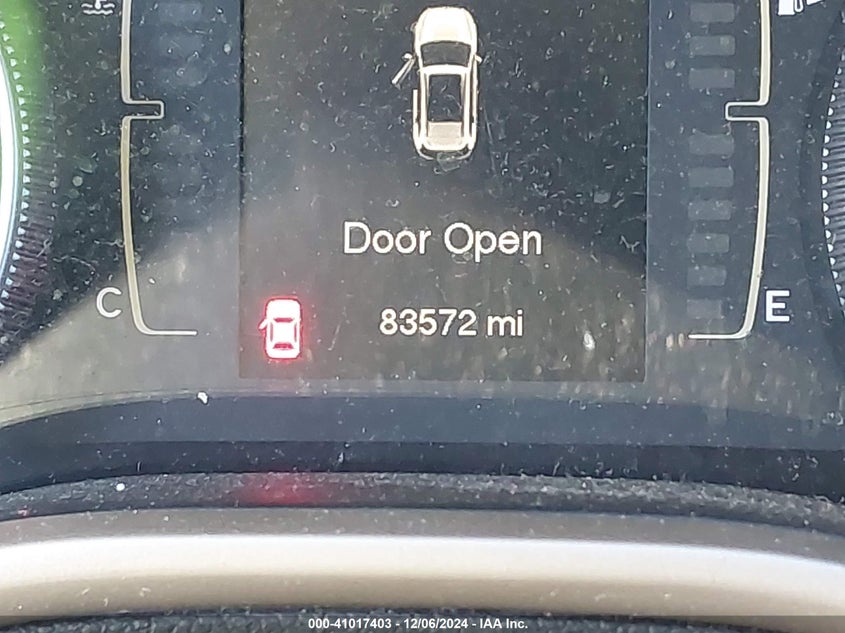 Door Open
C
83572 mi
E
000-41017403 - 12/06/2024 - IAA Inc.